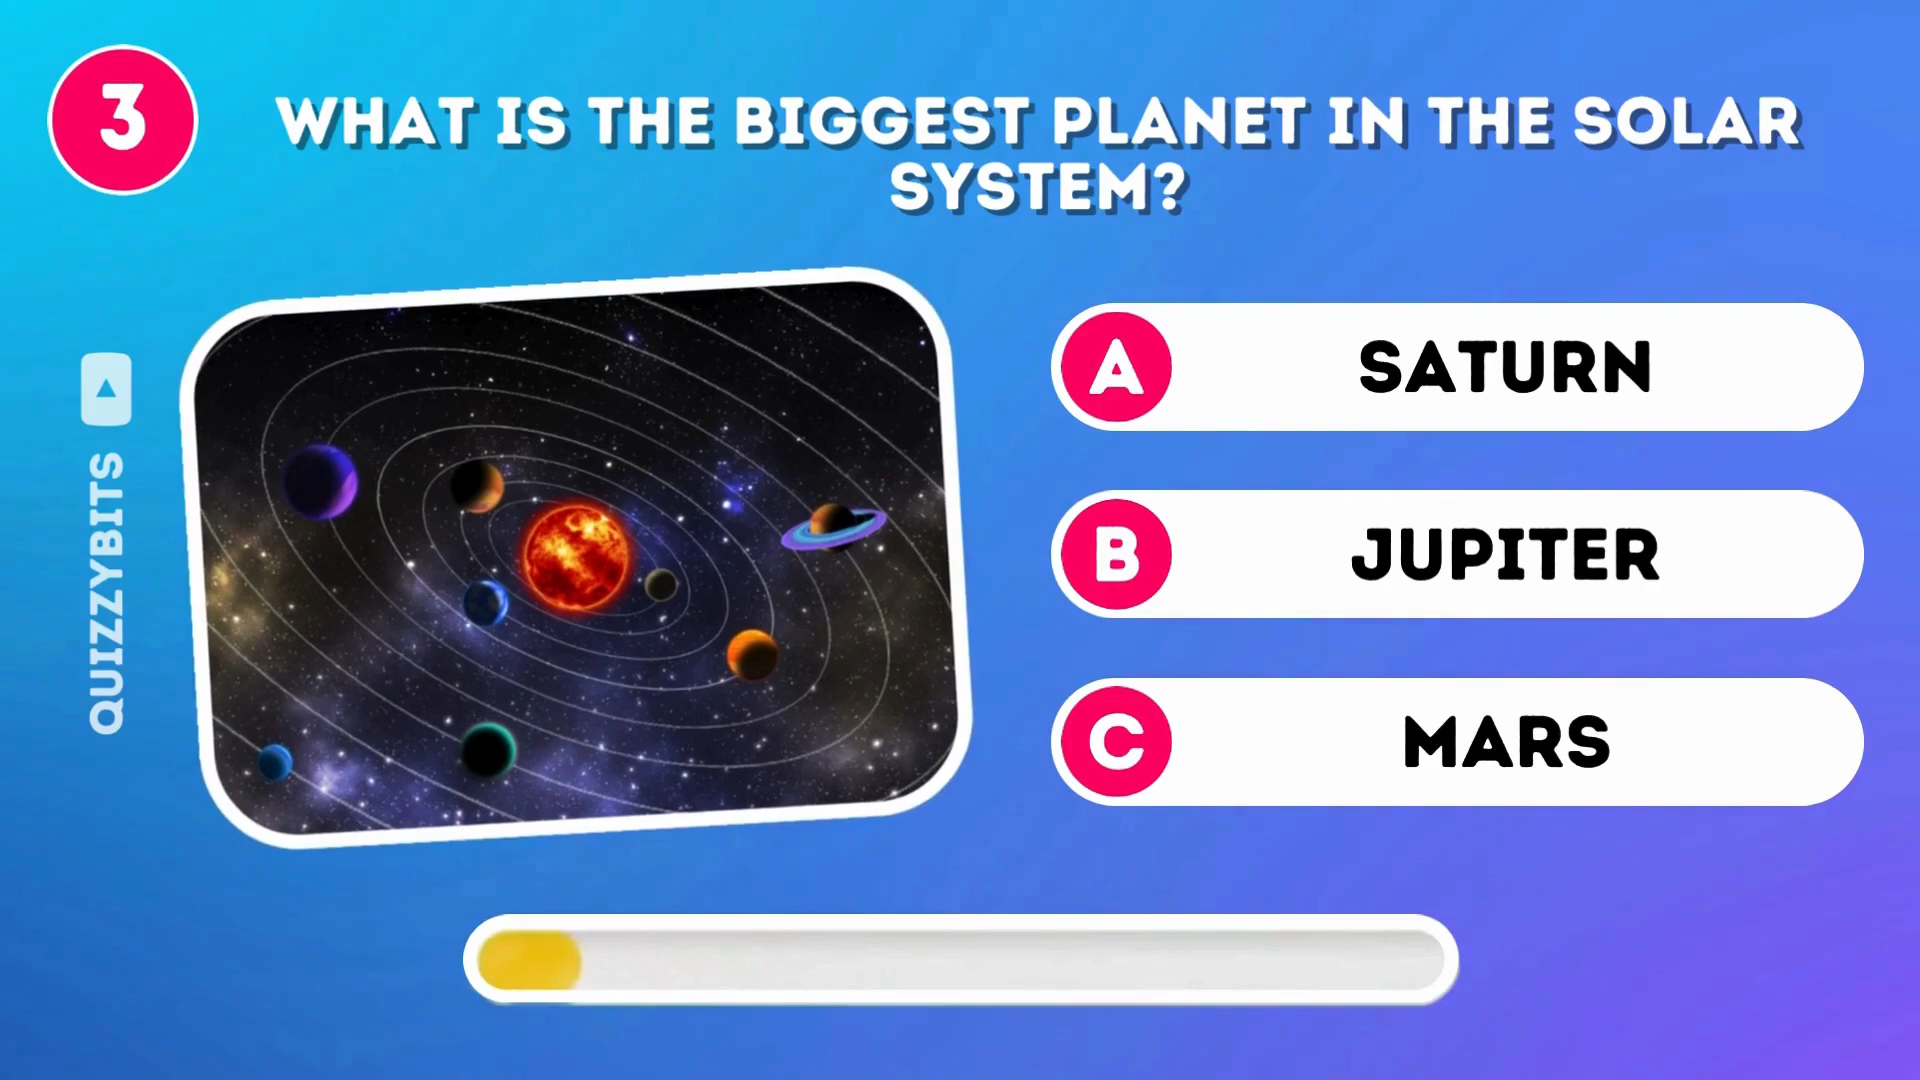 3
WHAT IS THE BIGGEST PLANET IN THE SOLAR
SYSTEM?
QUIZZYBITS
A SATURN
B JUPITER
C MARS